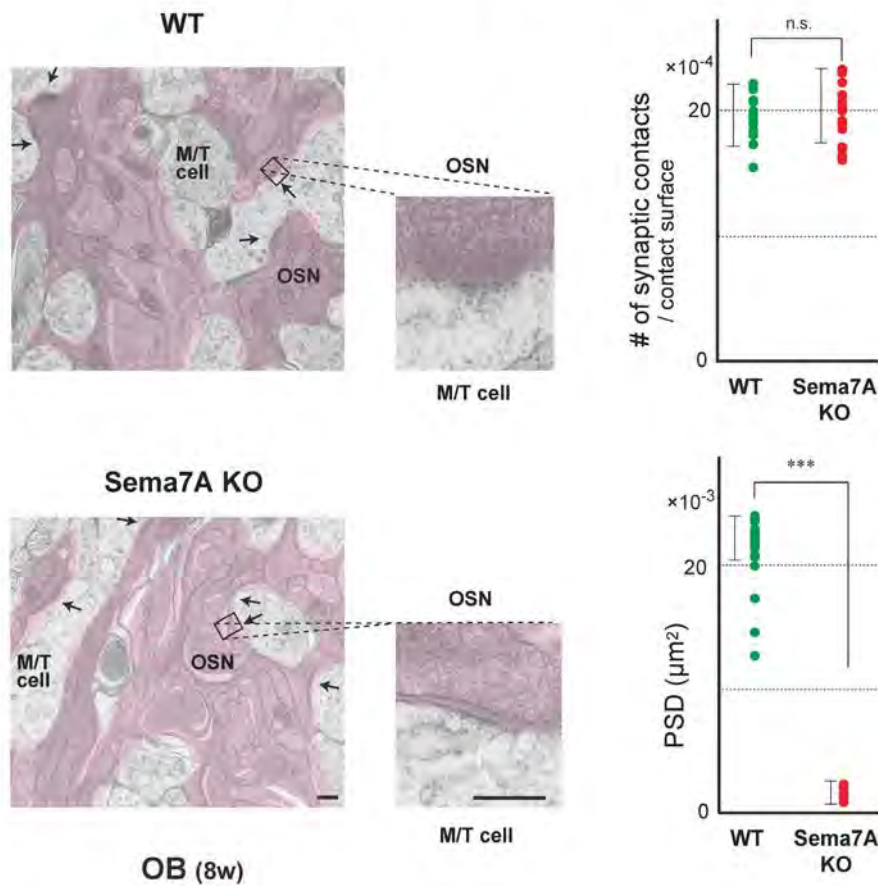 WT
M/T
cell
OSN
OSN
M/T cell
n.s.
×10-4
20
0
# of synaptic contacts
/ contact surface
WT
Sema7A
KO
Sema7A KO
M/T
cell
OSN
OSN
M/T cell
OB (8w)
***
×10-3
20
0
PSD (µm²)
WT
Sema7A
KO